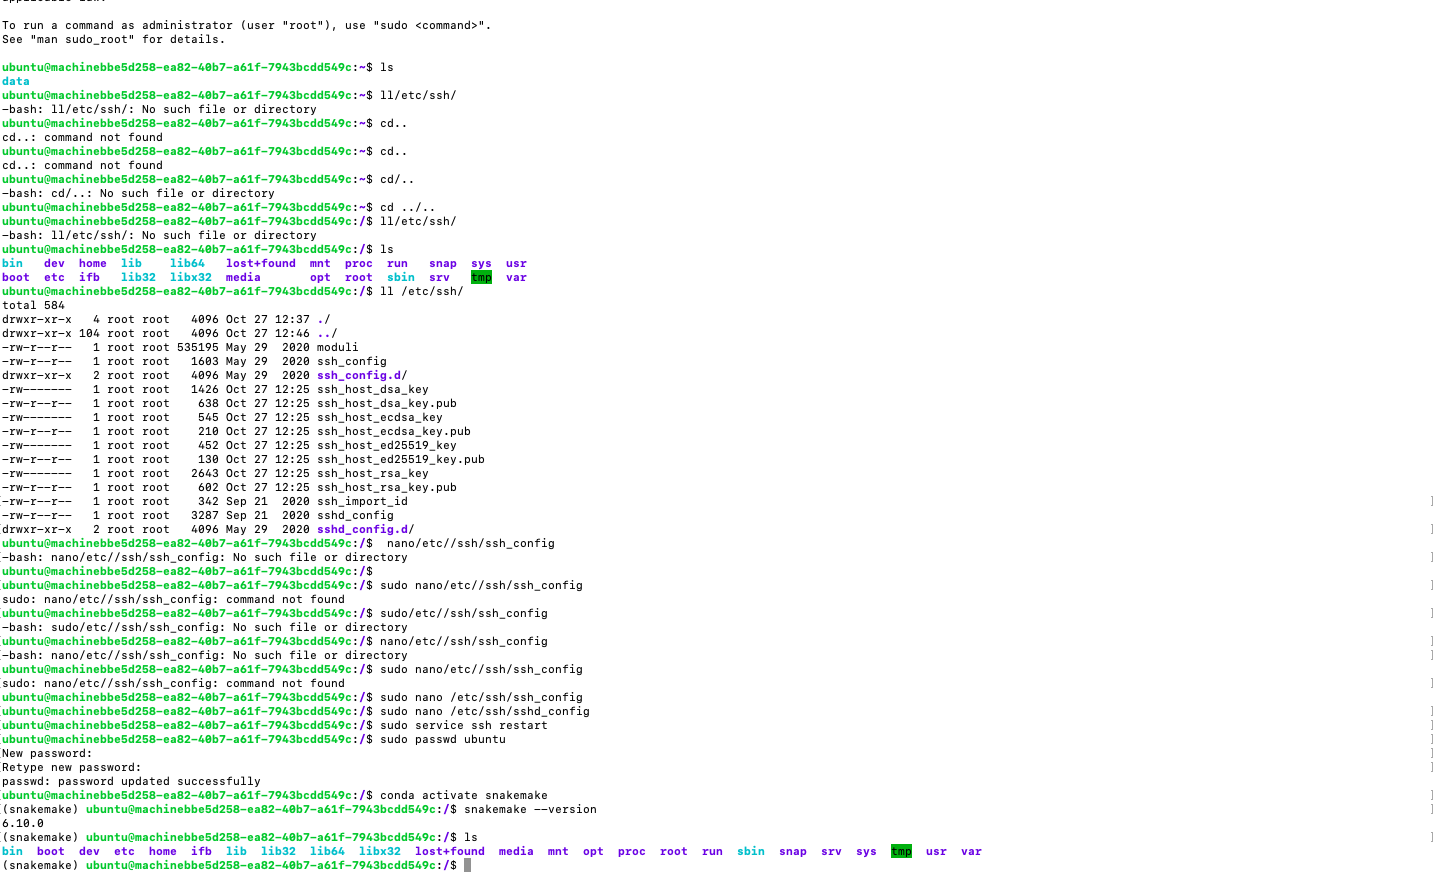 To run a command as administrator (user "root"), use "sudo <command>".
See "man sudo_root" for details.
ubuntu@machinebbe5d258-ea82-40b7-a61f-7943bcdd549c:~$ ls
data
ubuntu@machinebbe5d258-ea82-40b7-a61f-7943bcdd549c:~$ ll/etc/ssh/
-bash: ll/etc/ssh/: No such file or directory
ubuntu@machinebbe5d258-ea82-40b7-a61f-7943bcdd549c:~$ cd..
cd..: command not found
ubuntu@machinebbe5d258-ea82-40b7-a61f-7943bcdd549c:~$ cd..
cd..: command not found
ubuntu@machinebbe5d258-ea82-40b7-a61f-7943bcdd549c:~$ cd/..
-bash: cd/..: No such file or directory
ubuntu@machinebbe5d258-ea82-40b7-a61f-7943bcdd549c:~$ cd ../..
ubuntu@machinebbe5d258-ea82-40b7-a61f-7943bcdd549c:/$ ll/etc/ssh/
-bash: ll/etc/ssh/: No such file or directory
ubuntu@machinebbe5d258-ea82-40b7-a61f-7943bcdd549c:/$ ls
bin   dev  home  lib    lib64   lost+found  mnt  proc  run   snap  sys  usr
boot  etc  ifb   lib32  libx32  media       opt  root  sbin  srv   tmp  var
ubuntu@machinebbe5d258-ea82-40b7-a61f-7943bcdd549c:/$ ll /etc/ssh/
total 584
drwxr-xr-x   4 root root   4096 Oct 27 12:37 ./
drwxr-xr-x 104 root root   4096 Oct 27 12:46 ../
-rw-r--r--   1 root root 535195 May 29  2020 moduli
-rw-r--r--   1 root root   1603 May 29  2020 ssh_config
drwxr-xr-x   2 root root   4096 May 29  2020 ssh_config.d/
-rw-------   1 root root   1426 Oct 27 12:25 ssh_host_dsa_key
-rw-r--r--   1 root root    638 Oct 27 12:25 ssh_host_dsa_key.pub
-rw-------   1 root root    545 Oct 27 12:25 ssh_host_ecdsa_key
-rw-r--r--   1 root root    210 Oct 27 12:25 ssh_host_ecdsa_key.pub
-rw-------   1 root root    452 Oct 27 12:25 ssh_host_ed25519_key
-rw-r--r--   1 root root    130 Oct 27 12:25 ssh_host_ed25519_key.pub
-rw-------   1 root root   2643 Oct 27 12:25 ssh_host_rsa_key
-rw-r--r--   1 root root    602 Oct 27 12:25 ssh_host_rsa_key.pub
-rw-r--r--   1 root root    342 Sep 21  2020 ssh_import_id
-rw-r--r--   1 root root   3287 Sep 21  2020 sshd_config
drwxr-xr-x   2 root root   4096 May 29  2020 sshd_config.d/
ubuntu@machinebbe5d258-ea82-40b7-a61f-7943bcdd549c:/$  nano/etc//ssh/ssh_config
-bash: nano/etc//ssh/ssh_config: No such file or directory
ubuntu@machinebbe5d258-ea82-40b7-a61f-7943bcdd549c:/$
ubuntu@machinebbe5d258-ea82-40b7-a61f-7943bcdd549c:/$ sudo nano/etc//ssh/ssh_config
sudo: nano/etc//ssh/ssh_config: command not found
ubuntu@machinebbe5d258-ea82-40b7-a61f-7943bcdd549c:/$ sudo/etc//ssh/ssh_config
-bash: sudo/etc//ssh/ssh_config: No such file or directory
ubuntu@machinebbe5d258-ea82-40b7-a61f-7943bcdd549c:/$ nano/etc//ssh/ssh_config
-bash: nano/etc//ssh/ssh_config: No such file or directory
ubuntu@machinebbe5d258-ea82-40b7-a61f-7943bcdd549c:/$ sudo nano/etc//ssh/ssh_config
sudo: nano/etc//ssh/ssh_config: command not found
ubuntu@machinebbe5d258-ea82-40b7-a61f-7943bcdd549c:/$ sudo nano /etc/ssh/ssh_config
ubuntu@machinebbe5d258-ea82-40b7-a61f-7943bcdd549c:/$ sudo nano /etc/ssh/sshd_config
ubuntu@machinebbe5d258-ea82-40b7-a61f-7943bcdd549c:/$ sudo service ssh restart
ubuntu@machinebbe5d258-ea82-40b7-a61f-7943bcdd549c:/$ sudo passwd ubuntu
New password:
Retype new password:
passwd: password updated successfully
ubuntu@machinebbe5d258-ea82-40b7-a61f-7943bcdd549c:/$ conda activate snakemake
(snakemake) ubuntu@machinebbe5d258-ea82-40b7-a61f-7943bcdd549c:/$ snakemake --version
6.10.0
(snakemake) ubuntu@machinebbe5d258-ea82-40b7-a61f-7943bcdd549c:/$ ls
bin  boot  dev  etc  home  ifb  lib  lib32  lib64  libx32  lost+found  media  mnt  opt  proc  root  run  sbin  snap  srv  sys  tmp  usr  var
(snakemake) ubuntu@machinebbe5d258-ea82-40b7-a61f-7943bcdd549c:/$